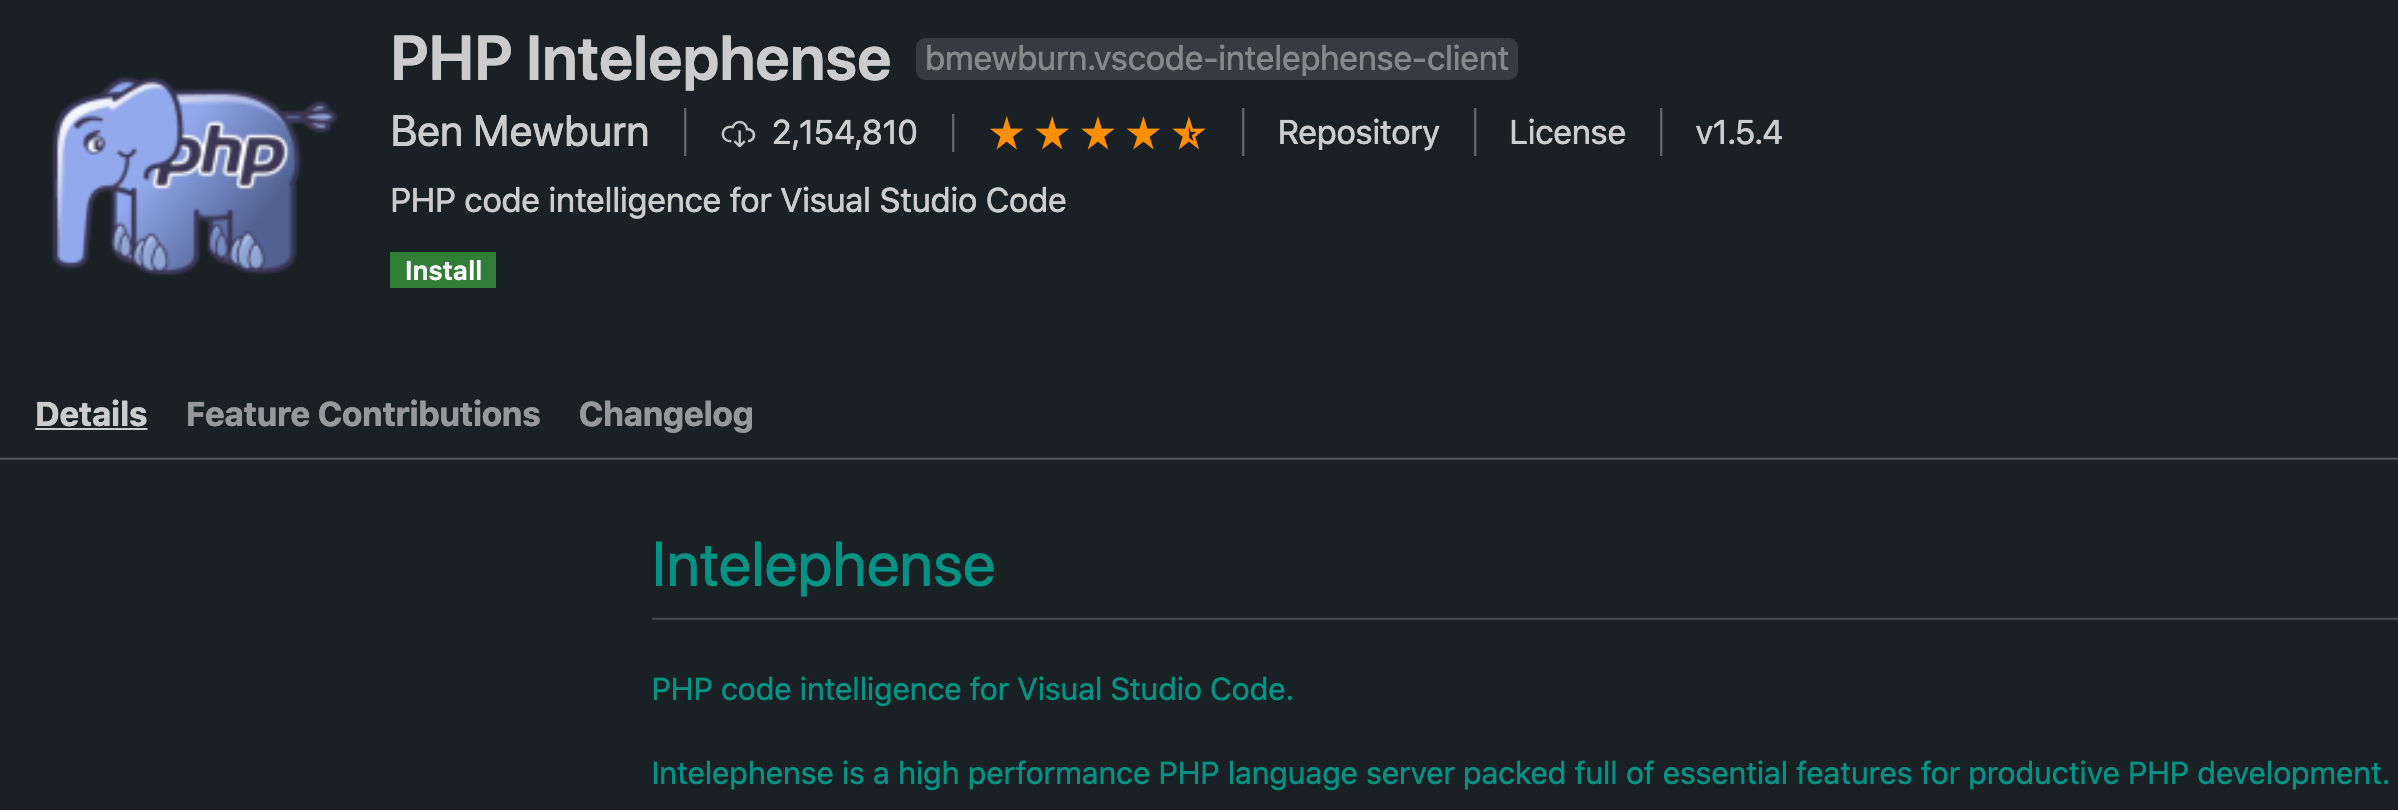 PHP Intelephense bmewburn.vscode-intelephense-client
php
Ben Mewburn 2,154,810 Repository License v1.5.4
PHP code intelligence for Visual Studio Code
Install
Details Feature Contributions Changelog
Intelephense
PHP code intelligence for Visual Studio Code.
Intelephense is a high performance PHP language server packed full of essential features for productive PHP development.